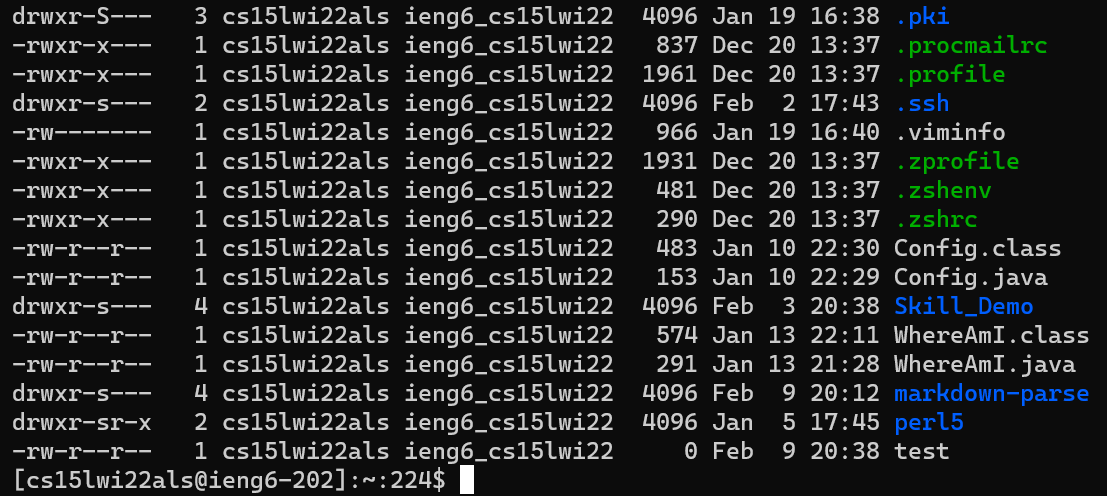 drwxr-S---   3 cs15lwi22als ieng6_cs15lwi22  4096 Jan 19 16:38 .pki
-rwxr-x---   1 cs15lwi22als ieng6_cs15lwi22   837 Dec 20 13:37 .procmailrc
-rwxr-x---   1 cs15lwi22als ieng6_cs15lwi22  1961 Dec 20 13:37 .profile
drwxr-s---   2 cs15lwi22als ieng6_cs15lwi22  4096 Feb  2 17:43 .ssh
-rw-------   1 cs15lwi22als ieng6_cs15lwi22   966 Jan 19 16:40 .viminfo
-rwxr-x---   1 cs15lwi22als ieng6_cs15lwi22  1931 Dec 20 13:37 .zprofile
-rwxr-x---   1 cs15lwi22als ieng6_cs15lwi22   481 Dec 20 13:37 .zshenv
-rwxr-x---   1 cs15lwi22als ieng6_cs15lwi22   290 Dec 20 13:37 .zshrc
-rw-r--r--   1 cs15lwi22als ieng6_cs15lwi22   483 Jan 10 22:30 Config.class
-rw-r--r--   1 cs15lwi22als ieng6_cs15lwi22   153 Jan 10 22:29 Config.java
drwxr-s---   4 cs15lwi22als ieng6_cs15lwi22  4096 Feb  3 20:38 Skill_Demo
-rw-r--r--   1 cs15lwi22als ieng6_cs15lwi22   574 Jan 13 22:11 WhereAmI.class
-rw-r--r--   1 cs15lwi22als ieng6_cs15lwi22   291 Jan 13 21:28 WhereAmI.java
drwxr-s---   4 cs15lwi22als ieng6_cs15lwi22  4096 Feb  9 20:12 markdown-parse
drwxr-sr-x   2 cs15lwi22als ieng6_cs15lwi22  4096 Jan  5 17:45 perl5
-rw-r--r--   1 cs15lwi22als ieng6_cs15lwi22     0 Feb  9 20:38 test
[cs15lwi22als@ieng6-202]:~:224$